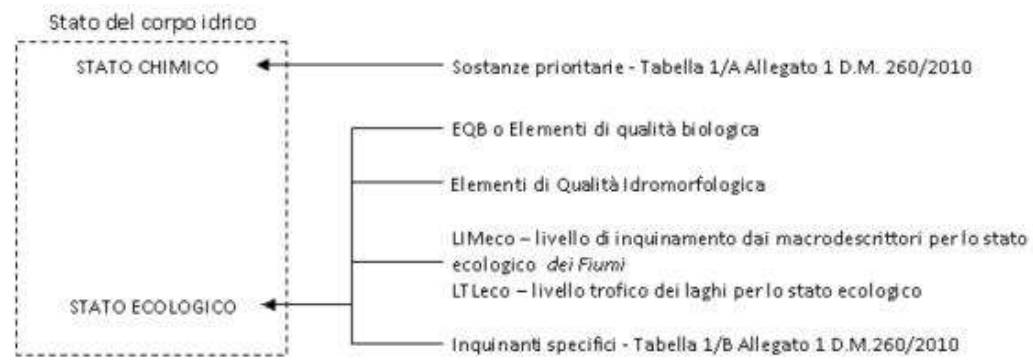 Stato del corpo idrico
STATO CHIMICO
Sostanze prioritarie - Tabella 1/A Allegato 1 D.M. 260/2010
EQB o Elementi di qualità biologica
Elementi di Qualità Idromorfologica
LIMeco – livello di inquinamento dai macrodescrittori per lo stato
ecologico dei Fiumi
LTLeco – livello trofico dei laghi per lo stato ecologico
STATO ECOLOGICO
Inquinanti specifici - Tabella 1/B Allegato 1 D.M.260/2010